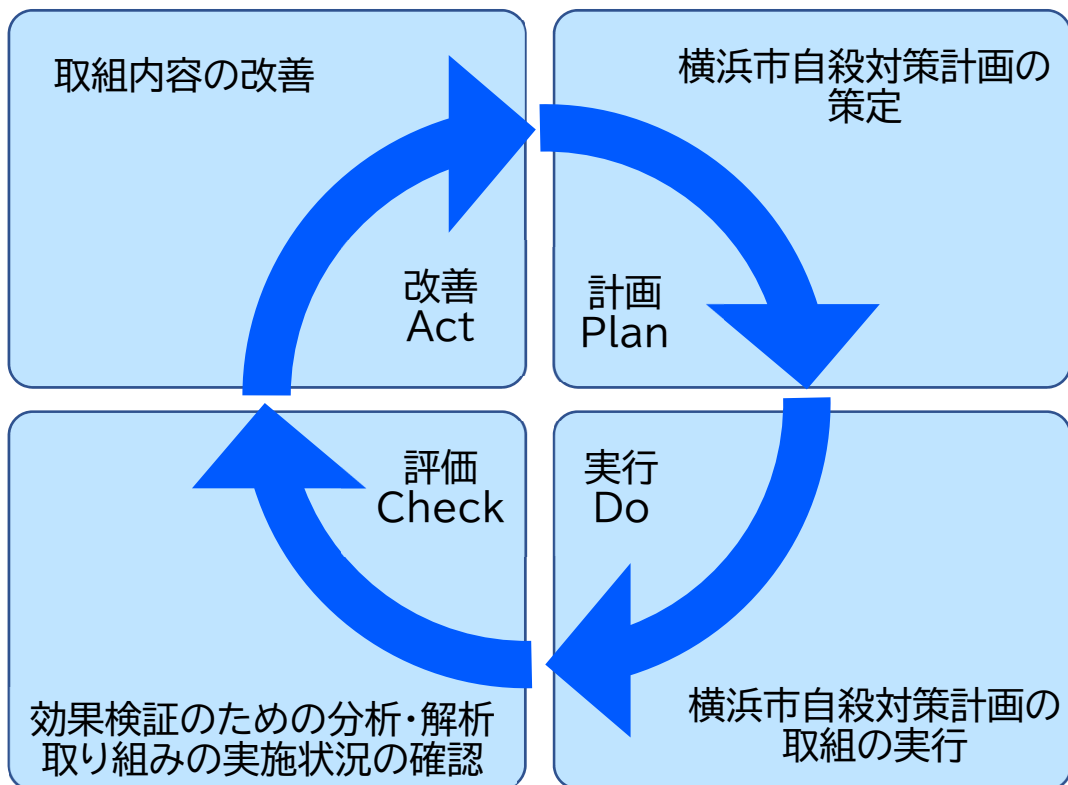 取組内容の改善
横浜市自殺対策計画の
策定
改善
Act
計画
Plan
評価
Check
実行
Do
効果検証のための分析・解析
取り組みの実施状況の確認
横浜市自殺対策計画の
取組の実行